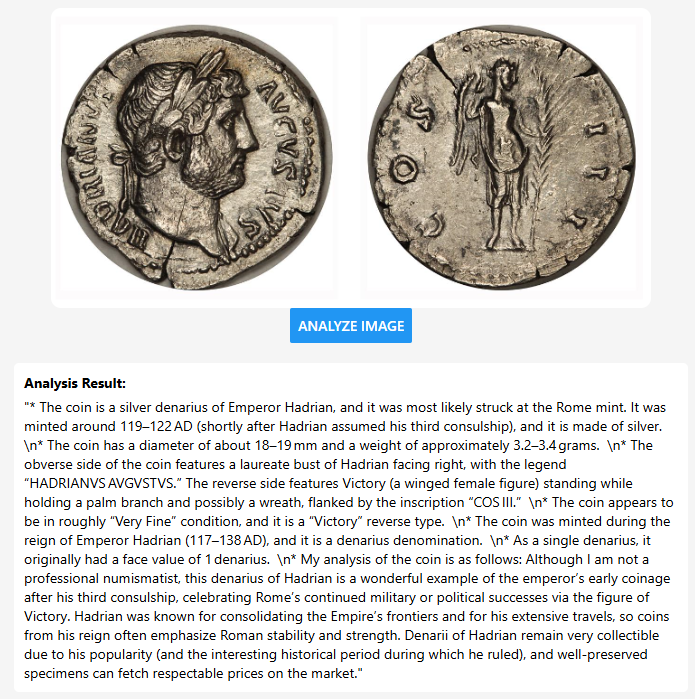 HADRIANVS
AVGVSTVS
COS
III
ANALYZE IMAGE
Analysis Result:
"* The coin is a silver denarius of Emperor Hadrian, and it was most likely struck at the Rome mint. It was
minted around 119–122 AD (shortly after Hadrian assumed his third consulship), and it is made of silver.
\n* The coin has a diameter of about 18–19 mm and a weight of approximately 3.2–3.4 grams.  \n* The
obverse side of the coin features a laureate bust of Hadrian facing right, with the legend
“HADRIANVS AVGVSTVS.” The reverse side features Victory (a winged female figure) standing while
holding a palm branch and possibly a wreath, flanked by the inscription “COS III.”  \n* The coin appears to
be in roughly “Very Fine” condition, and it is a “Victory” reverse type.  \n* The coin was minted during the
reign of Emperor Hadrian (117–138 AD), and it is a denarius denomination.  \n* As a single denarius, it
originally had a face value of 1 denarius.  \n* My analysis of the coin is as follows: Although I am not a
professional numismatist, this denarius of Hadrian is a wonderful example of the emperor’s early coinage
after his third consulship, celebrating Rome’s continued military or political successes via the figure of
Victory. Hadrian was known for consolidating the Empire’s frontiers and for his extensive travels, so coins
from his reign often emphasize Roman stability and strength. Denarii of Hadrian remain very collectible
due to his popularity (and the interesting historical period during which he ruled), and well-preserved
specimens can fetch respectable prices on the market."